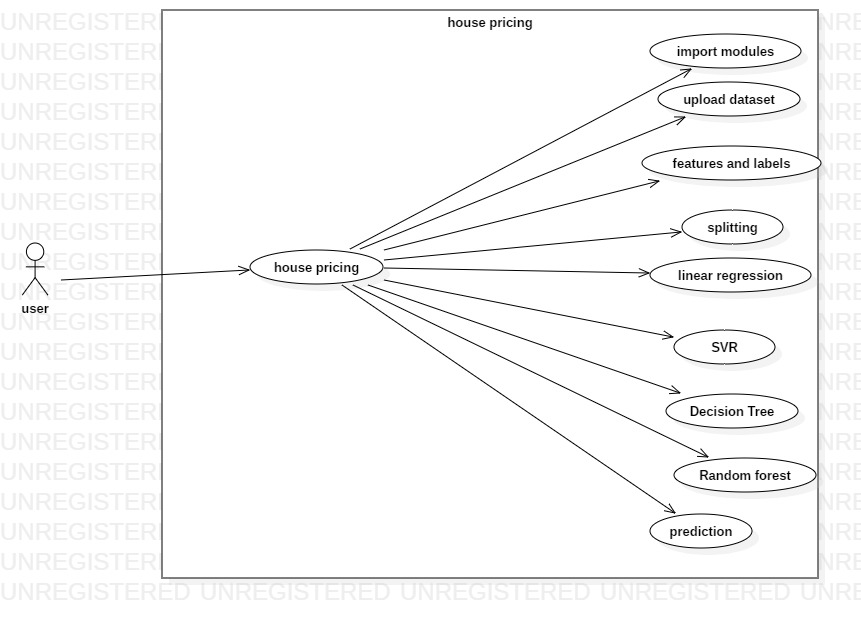 house pricing
import modules
upload dataset
features and labels
splitting
house pricing
linear regression
user
SVR
Decision Tree
Random forest
prediction
UNREGISTERED UNREGISTERED UNREGISTERED UNREGISTERED